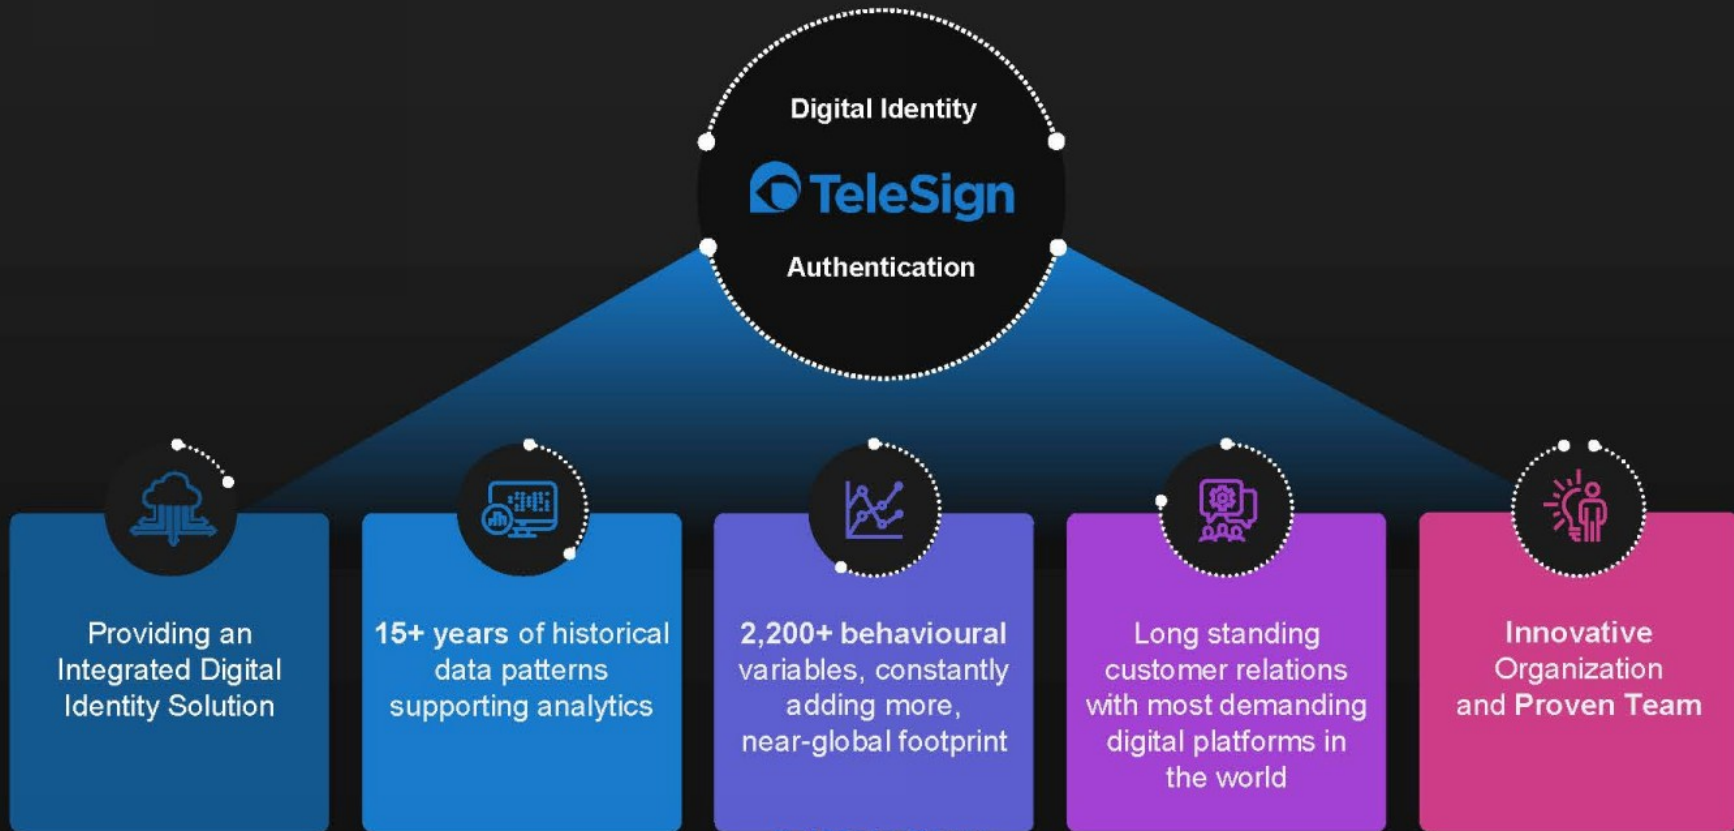 Digital Identity
TeleSign
Authentication
Providing an
Integrated Digital
Identity Solution
15+ years of historical
data patterns
supporting analytics
2,200+ behavioural
variables, constantly
adding more,
near-global footprint
Long standing
customer relations
with most demanding
digital platforms in
the world
Innovative
Organization
and Proven Team